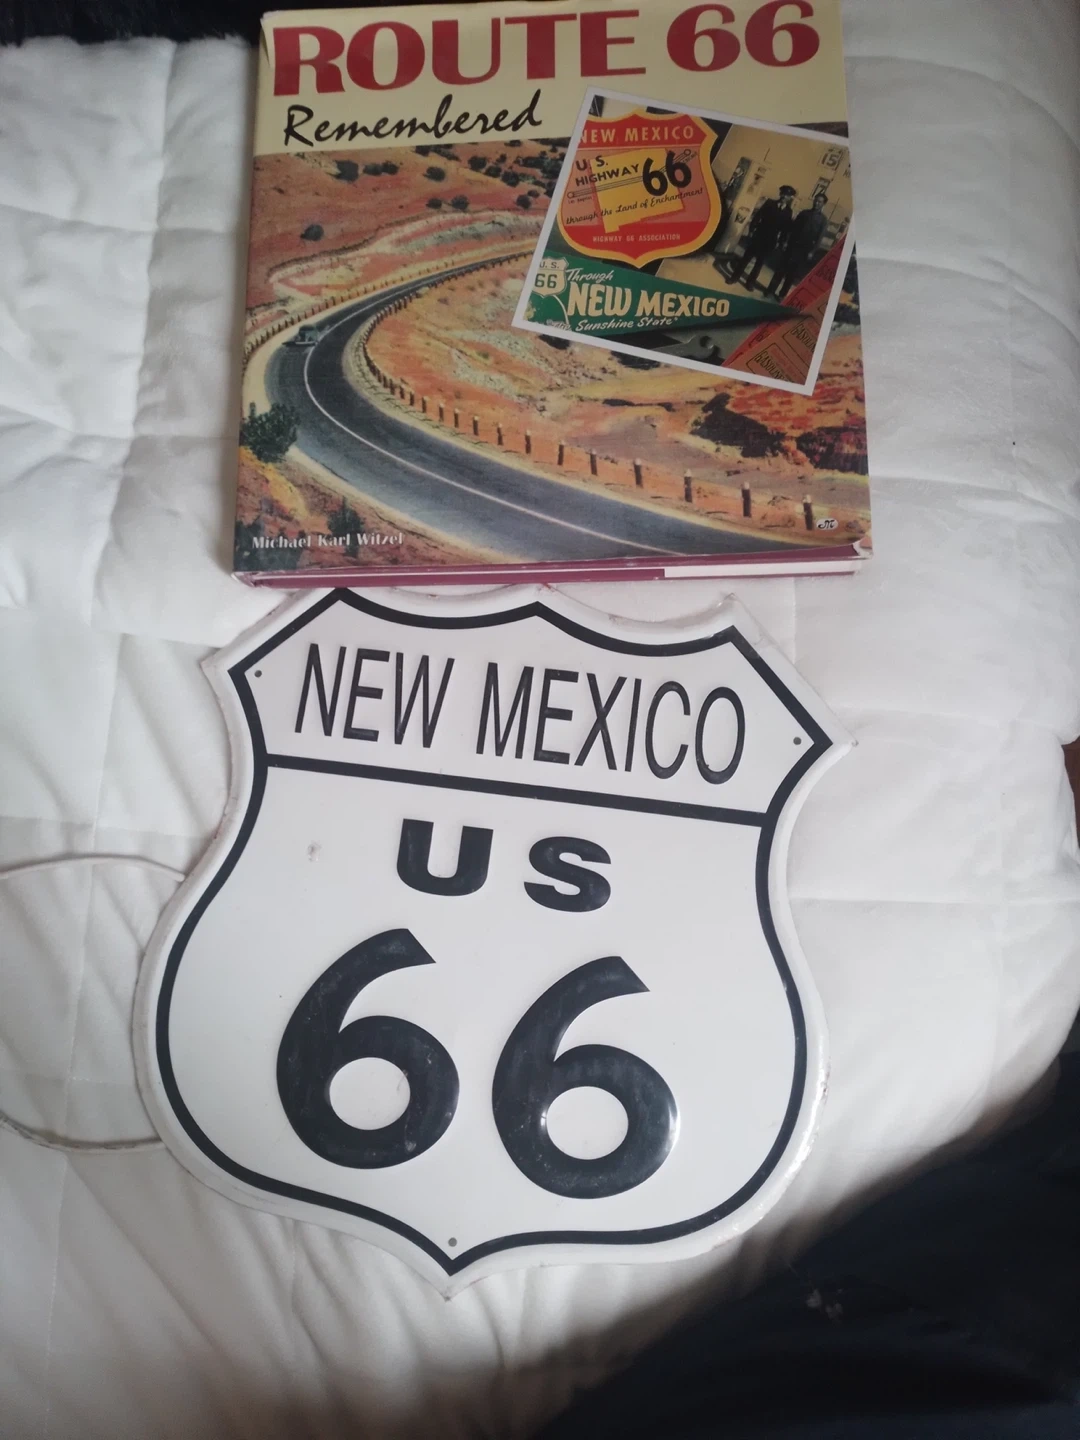 ROUTE 66
Remembered
NEW MEXICO
U.S.
HIGHWAY 66
through the Land of Enchantment
HIGHWAY 66 ASSOCIATION
15
U.S.
66
Through
NEW MEXICO
Sunshine State
Michael Karl Witzel
NEW MEXICO
US
66